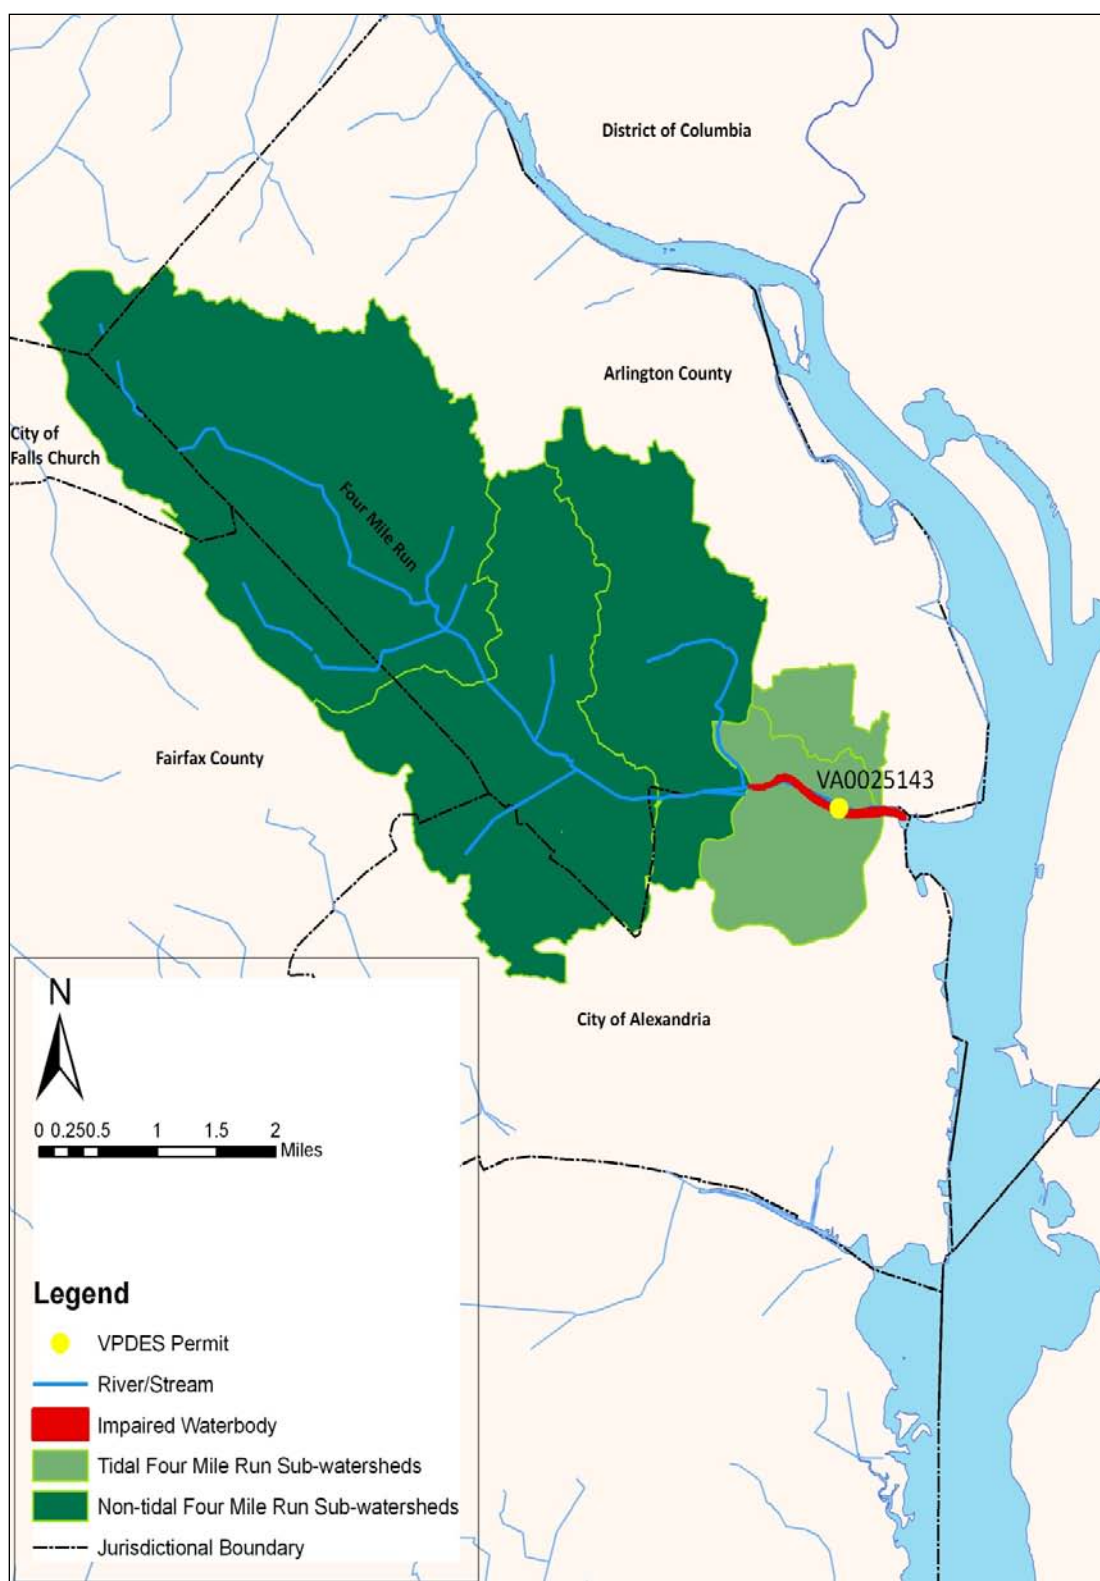 District of Columbia
Arlington County
City of
Falls Church
Four Mile Run
Fairfax County
VA0025143
City of Alexandria
N
0 0.250.5 1 1.5 2
Miles
Legend
VPDES Permit
River/Stream
Impaired Waterbody
Tidal Four Mile Run Sub-watersheds
Non-tidal Four Mile Run Sub-watersheds
Jurisdictional Boundary